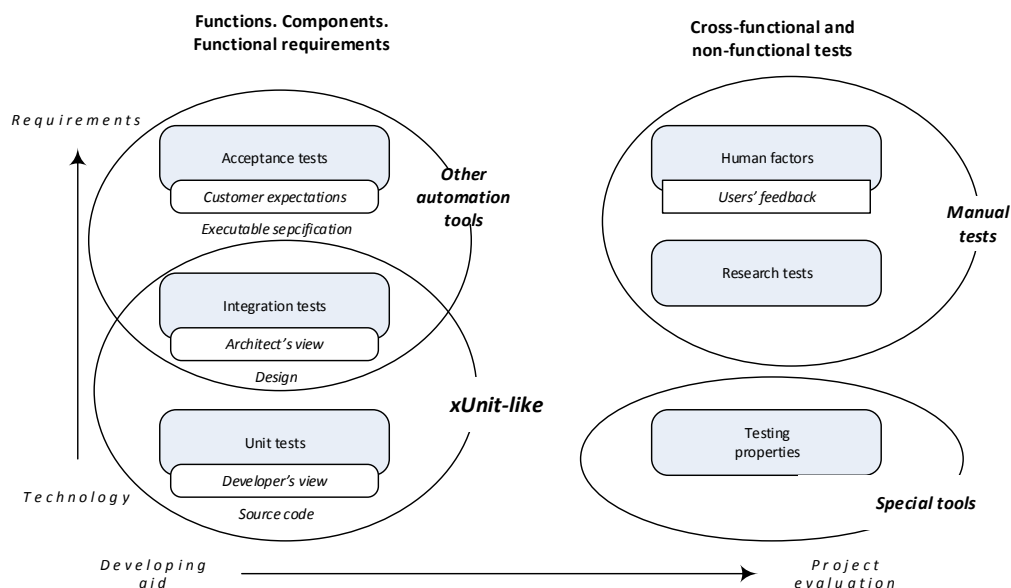 Functions. Components.
Functional requirements
Cross-functional and
non-functional tests
Requirements
Acceptance tests
Customer expectations
Executable sepcification
Other
automation
tools
Human factors
Users' feedback
Manual
tests
Research tests
Integration tests
Architect's view
Design
xUnit-like
Unit tests
Developer's view
Source code
Testing
properties
Special tools
Technology
Developing
aid
Project
evaluation